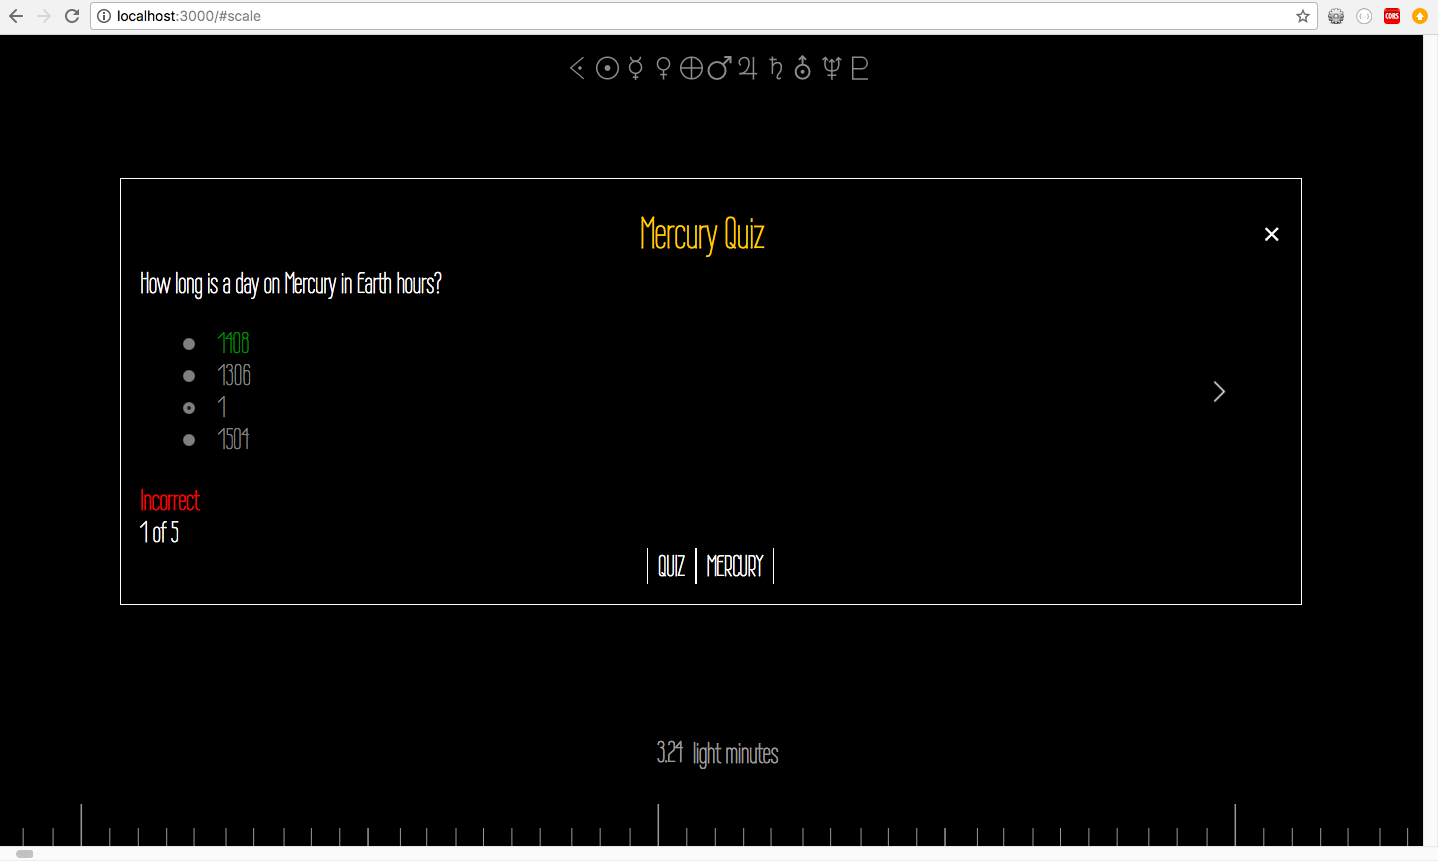 localhost:3000/#scale
CORS
☉ ☿ ♀ ⊕ ♂ ♃ ♄ ⛢ ♆ ♇
Mercury Quiz
×
How long is a day on Mercury in Earth hours?
1408
1306
1
1504
Incorrect
1 of 5
QUIZ | MERCURY
3.24 light minutes